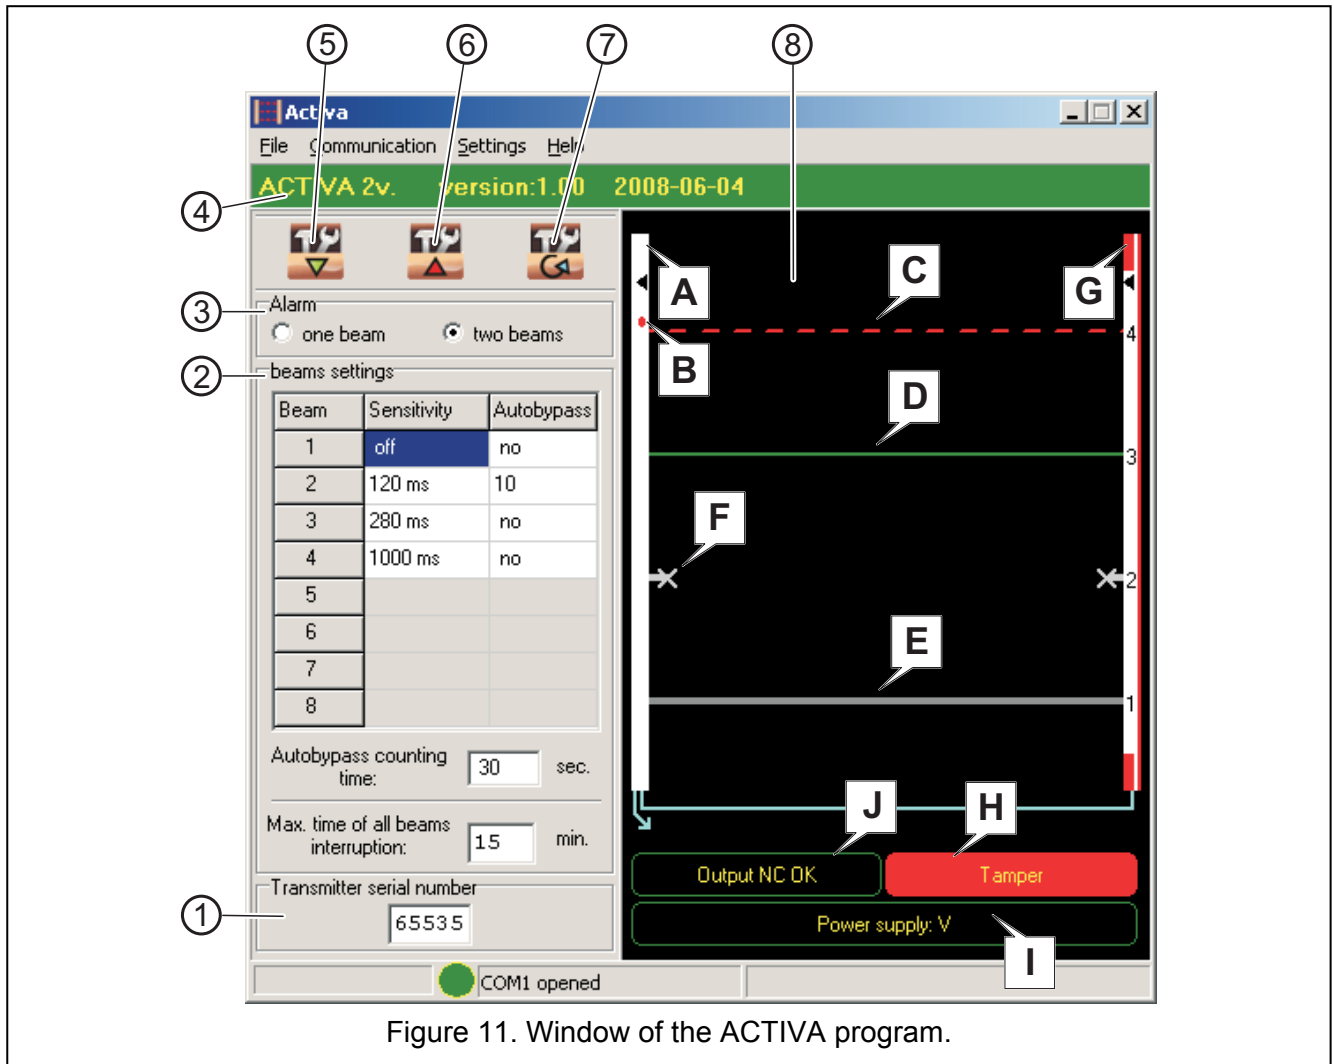 5 6 7 8
Activa
File Communication Settings Help
ACTIVA 2v. version:1.00 2008-06-04
4
A C G
3
Alarm
one beam two beams
B
4
2
beams settings
Beam Sensitivity Autobypass
1 off no
2 120 ms 10
3 280 ms no
4 1000 ms no
5
6
7
8
D
3
F
2
E
1
Autobypass counting time: 30 sec.
Max. time of all beams interruption: 15 min.
J H
Output NC OK Tamper
1
Transmitter serial number
65535
Power supply: V
I
COM1 opened
Figure 11. Window of the ACTIVA program.